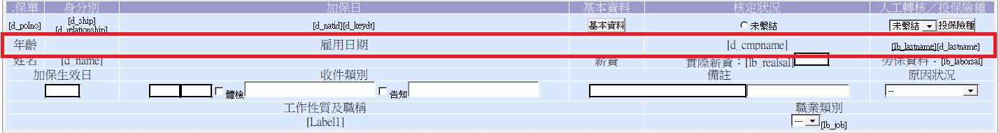 .保單 身分別 加保日 基本資料 核定狀況 人工轉核／投保險種
[d_polno] [d_ship] [d_natid][d_keydt] 基本資料 未繫結 未繫結 投保險種
[d_relationship]
年齡 雇用日期 [d_cmpname] [lb_lastname][d_lastname]
姓名 [d_name] 薪資 實際薪資：[lb_realsal] 勞保資料：[lb_laborsal]
加保生效日 收件類別 備註 原因狀況
體檢 告知 --
工作性質及職稱 職業類別
[Label1] --- [lb_job]